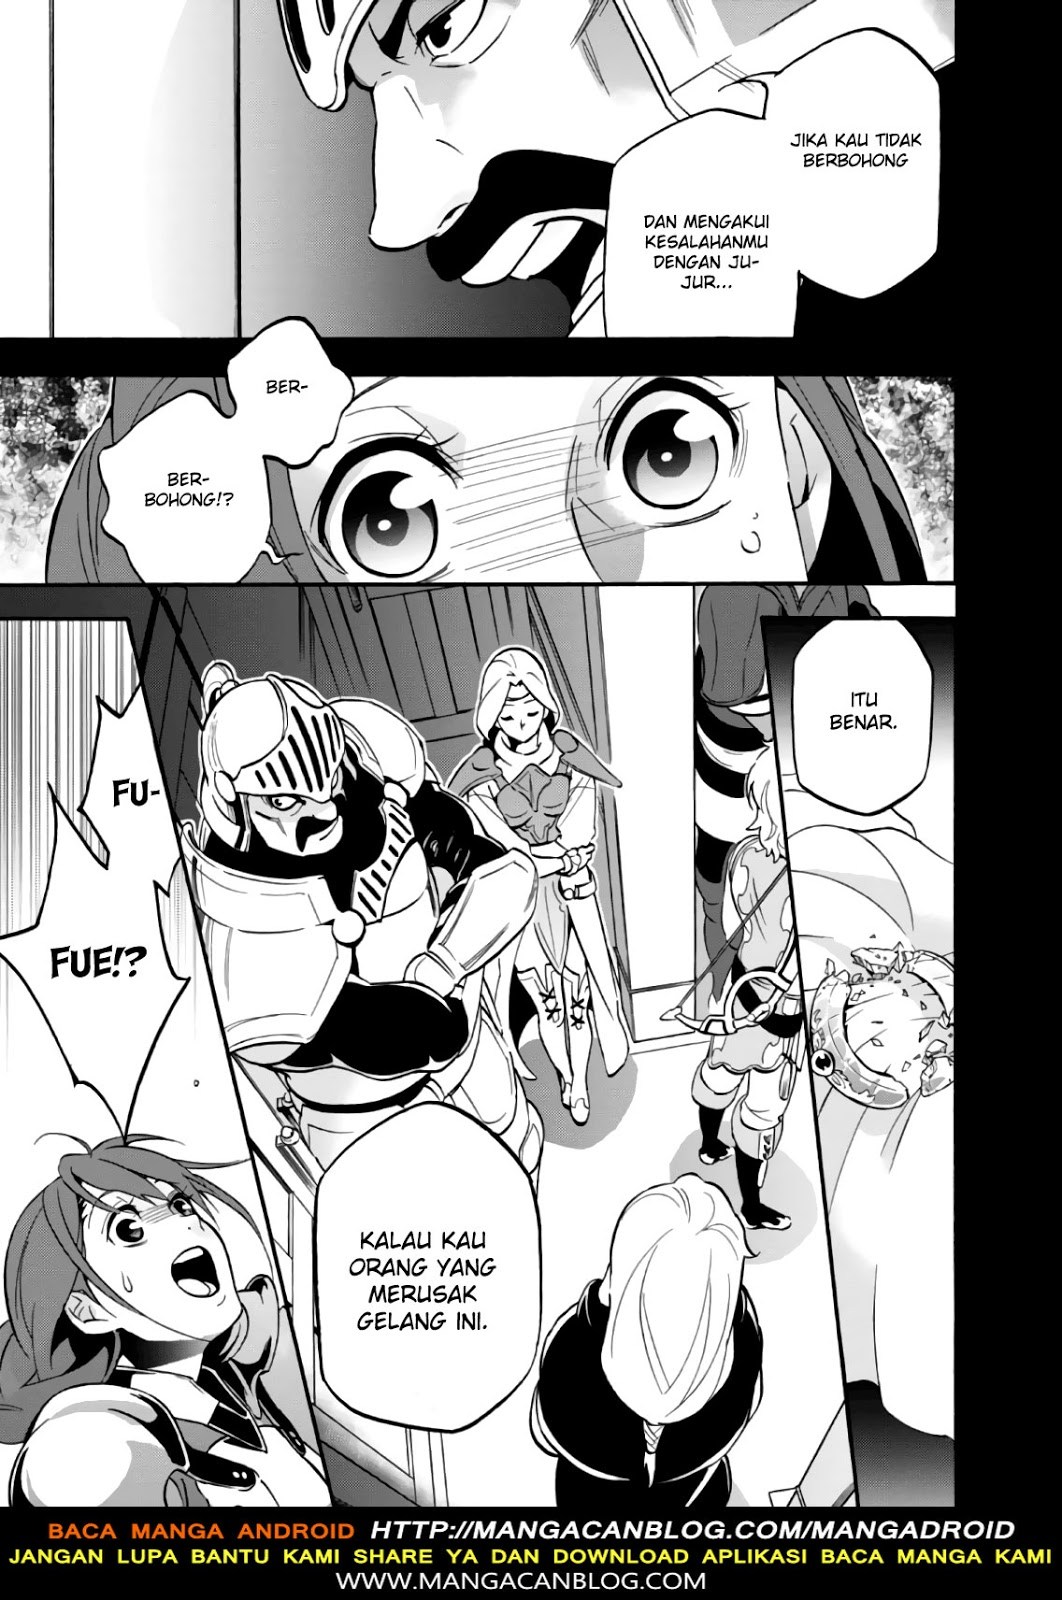 JIKA KAU TIDAK
BERBOHONG
DAN MENGAKUI
KESALAHANMU
DENGAN JU-
JUR...
BER-
BER-
BOHONG!?
ITU
BENAR.
KALAU KAU
ORANG YANG
MERUSAK
GELANG INI.
FU-
FUE!?
BACA MANGA ANDROID HTTP://MANGACANBLOG.COM/MANGADROID
JANGAN LUPA BANTU KAMI SHARE YA DAN DOWNLOAD APLIKASI BACA MANGA KAMI
WWW.MANGACANBLOG.COM